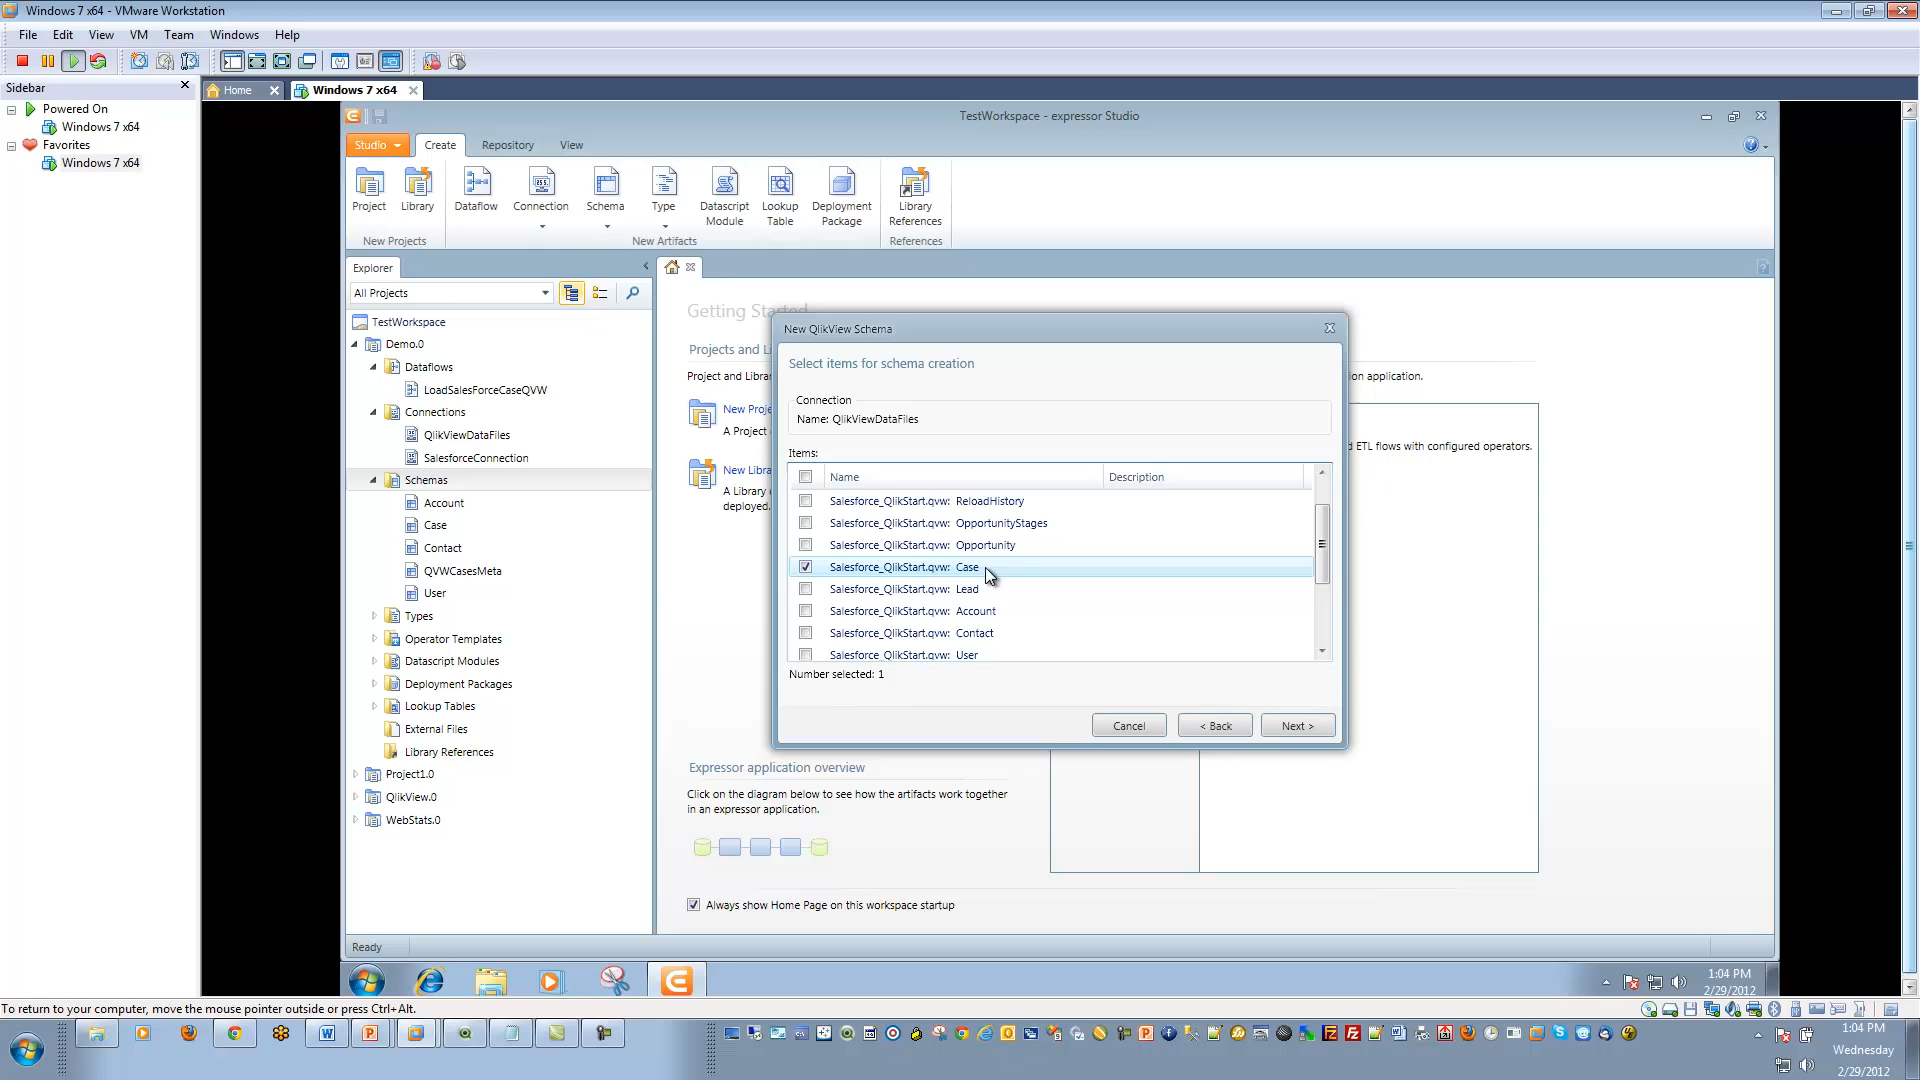 Windows 7 x64 - VMware Workstation
File Edit View VM Team Windows Help
Sidebar
Home
Windows 7 x64
Powered On
Windows 7 x64
Favorites
Windows 7 x64
TestWorkspace - expressor Studio
Studio Create Repository View
Project
Library
Dataflow
Connection
Schema
Type
Datascript Module
Lookup Table
Deployment Package
Library References
New Projects
New Artifacts
References
Explorer
All Projects
TestWorkspace
Demo.0
Dataflows
LoadSalesForceCaseQVW
Connections
QlikViewDataFiles
SalesforceConnection
Schemas
Account
Case
Contact
QVWCasesMeta
User
Types
Operator Templates
Datascript Modules
Deployment Packages
Lookup Tables
External Files
Library References
Project1.0
QlikView.0
WebStats.0
Getting Started
Projects and Li
Project and Libra
ion application.
New Proje
A Project
d ETL flows with configured operators.
New Libra
A Library
deployed.
New QlikView Schema
Select items for schema creation
Connection
Name: QlikViewDataFiles
Items:
Name Description
Salesforce_QlikStart.qvw: ReloadHistory
Salesforce_QlikStart.qvw: OpportunityStages
Salesforce_QlikStart.qvw: Opportunity
Salesforce_QlikStart.qvw: Case
Salesforce_QlikStart.qvw: Lead
Salesforce_QlikStart.qvw: Account
Salesforce_QlikStart.qvw: Contact
Salesforce_QlikStart.qvw: User
Number selected: 1
Cancel < Back Next >
Expressor application overview
Click on the diagram below to see how the artifacts work together
in an expressor application.
Always show Home Page on this workspace startup
Ready
1:04 PM
2/29/2012
To return to your computer, move the mouse pointer outside or press Ctrl+Alt.
1:04 PM
Wednesday
2/29/2012